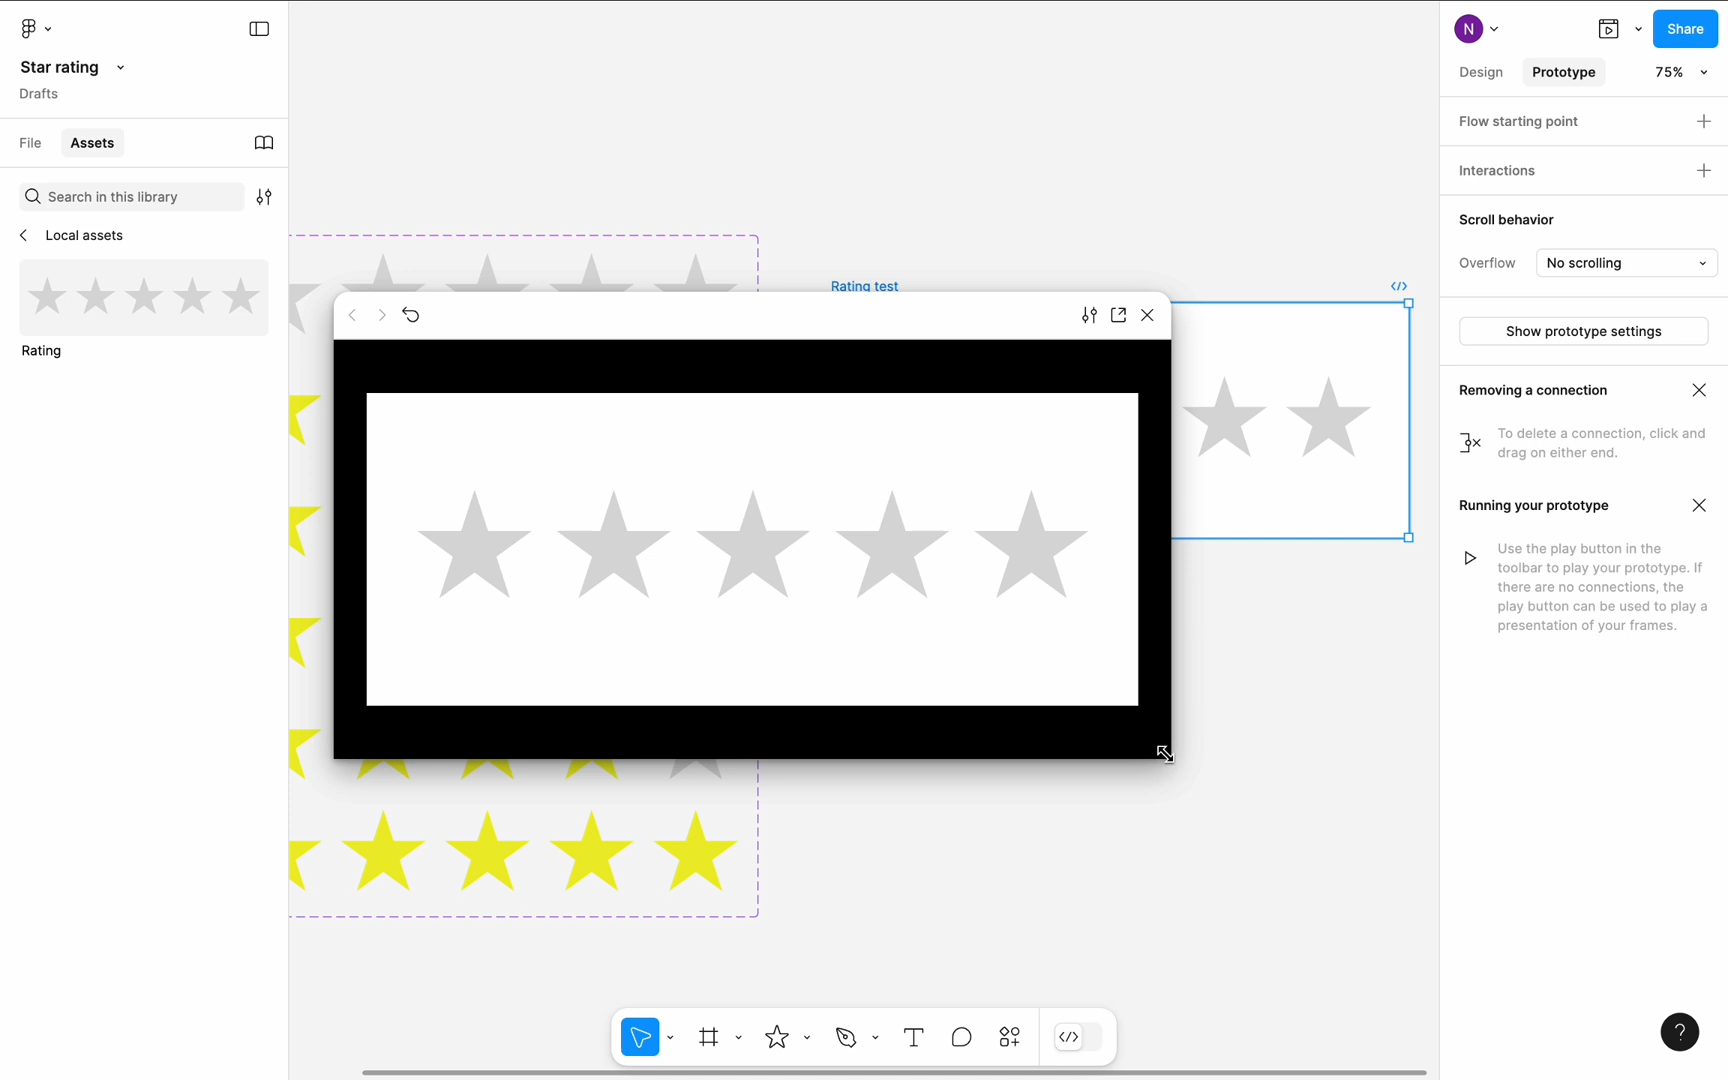 Star rating
Drafts
File
Assets
Search in this library
Local assets
Rating
Rating test
N
Share
Design
Prototype
75%
Flow starting point
Interactions
Scroll behavior
Overflow
No scrolling
Show prototype settings
Removing a connection
To delete a connection, click and
drag on either end.
Running your prototype
Use the play button in the
toolbar to play your prototype. If
there are no connections, the
play button can be used to play a
presentation of your frames.
?